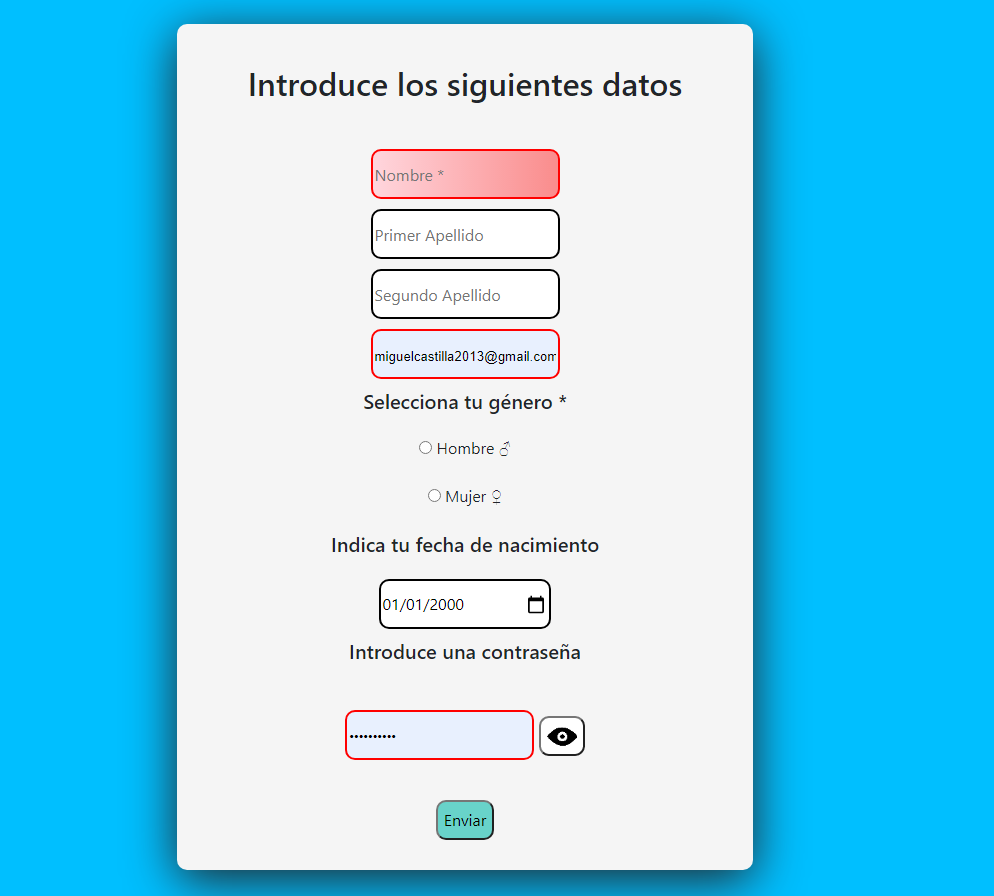 Introduce los siguientes datos
Nombre *
Primer Apellido
Segundo Apellido
miguelcastilla2013@gmail.com
Selecciona tu género *
Hombre ♂
Mujer ♀
Indica tu fecha de nacimiento
01/01/2000
Introduce una contraseña
••••••••••
Enviar